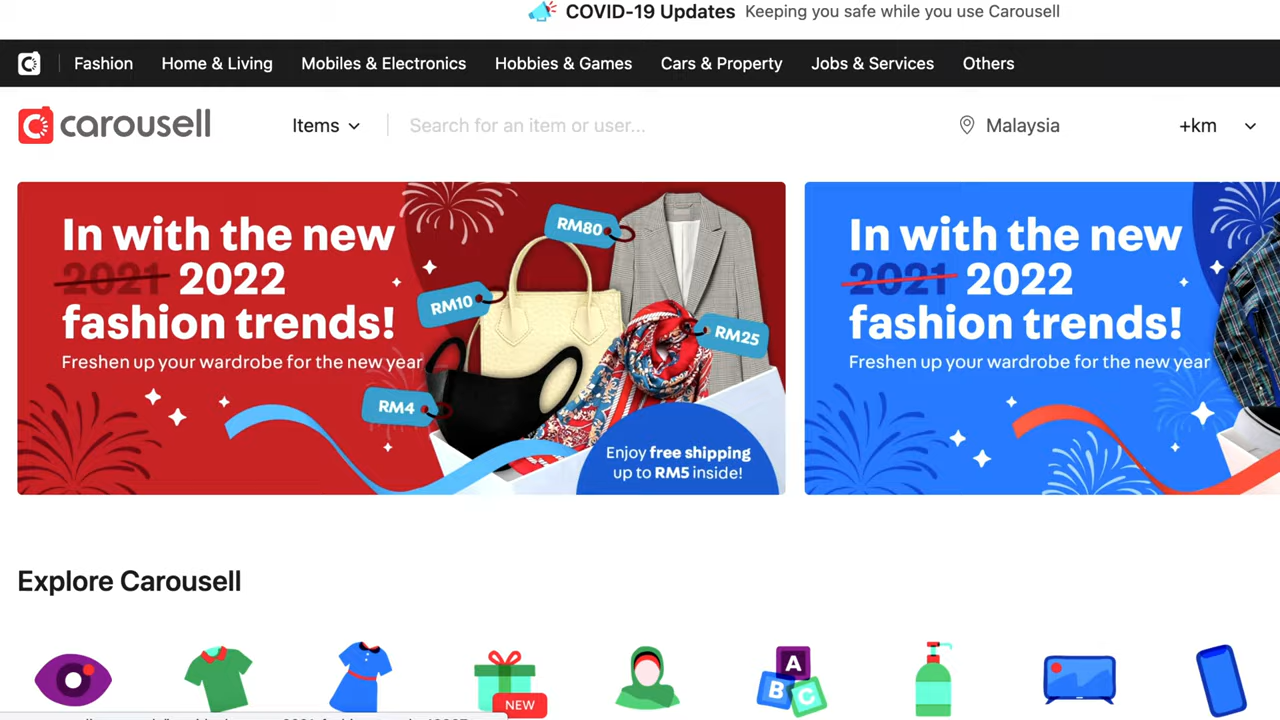 COVID-19 Updates Keeping you safe while you use Carousell
Fashion Home & Living Mobiles & Electronics Hobbies & Games Cars & Property Jobs & Services Others
carousell Items Search for an item or user... Malaysia +km
In with the new
2021 2022
fashion trends!
Freshen up your wardrobe for the new year
RM80
RM10
RM25
RM4
Enjoy free shipping
up to RM5 inside!
In with the new
2021 2022
fashion trends!
Freshen up your wardrobe for the new year
Explore Carousell
NEW
A
B
C